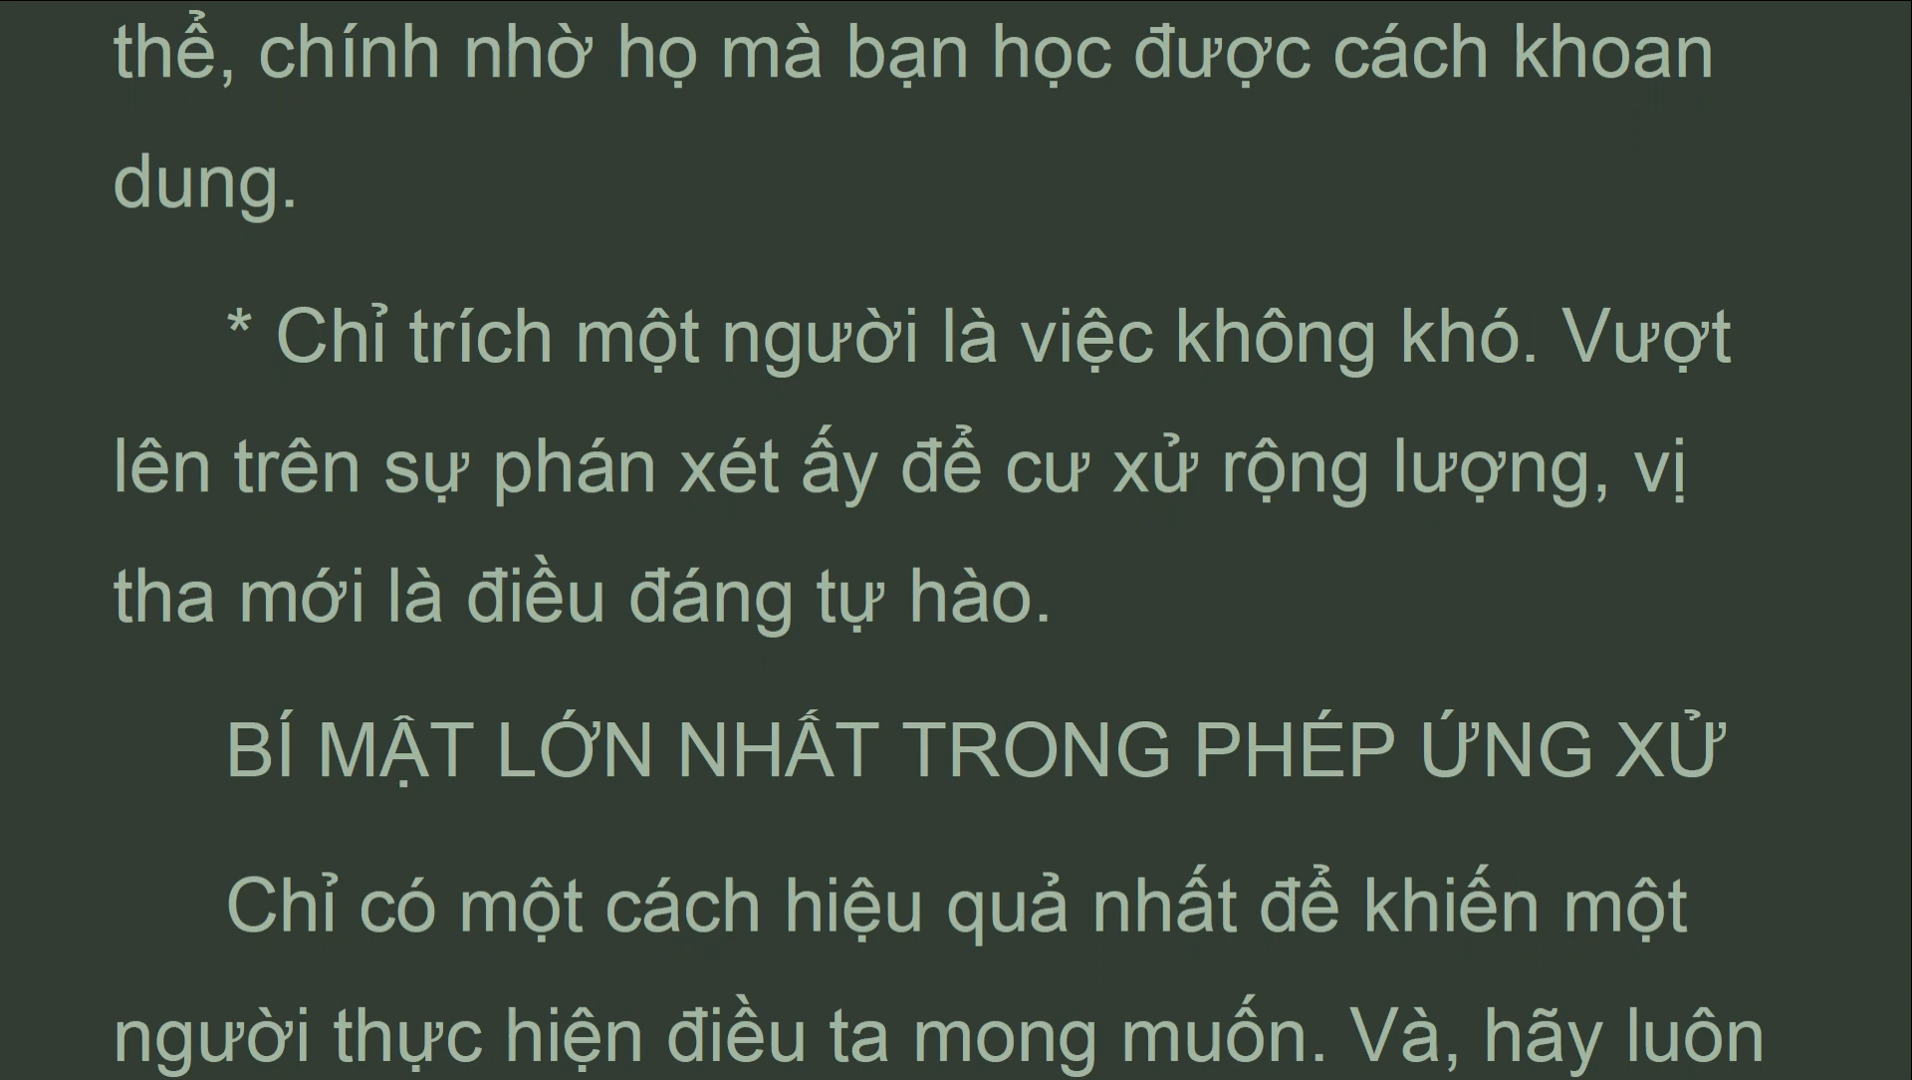 thể, chính nhờ họ mà bạn học được cách khoan
dung.
* Chỉ trích một người là việc không khó. Vượt
lên trên sự phán xét ấy để cư xử rộng lượng, vị
tha mới là điều đáng tự hào.
BÍ MẬT LỚN NHẤT TRONG PHÉP ỨNG XỬ
Chỉ có một cách hiệu quả nhất để khiến một
người thực hiện điều ta mong muốn. Và, hãy luôn